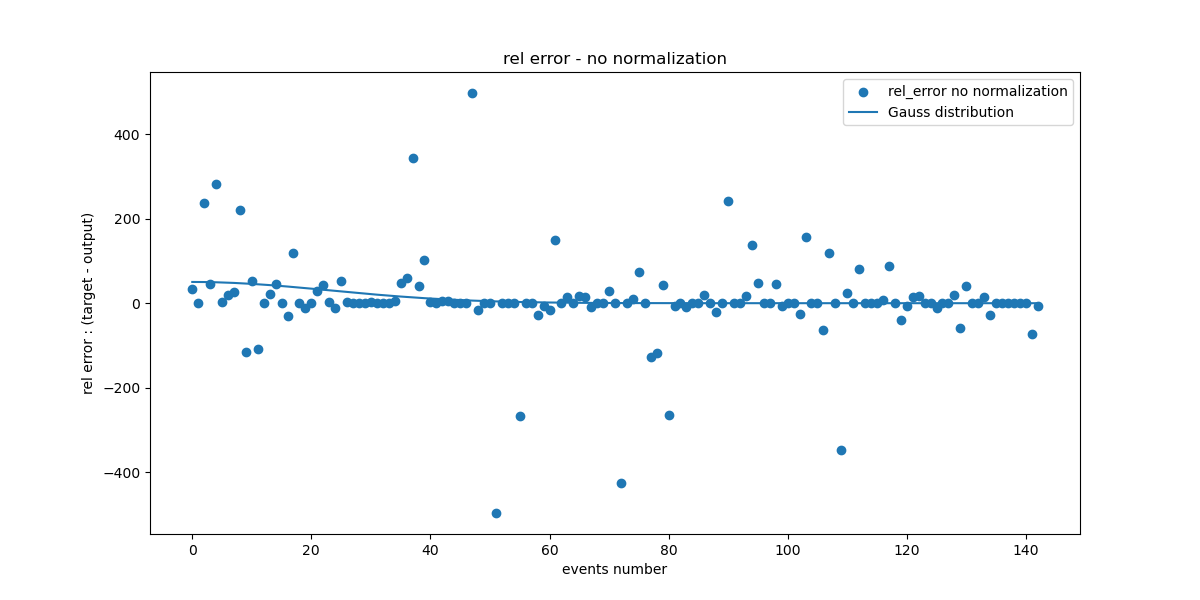 rel error - no normalization
rel_error no normalization
Gauss distribution
rel error : (target - output)
400
200
0
−200
−400
0 20 40 60 80 100 120 140
events number